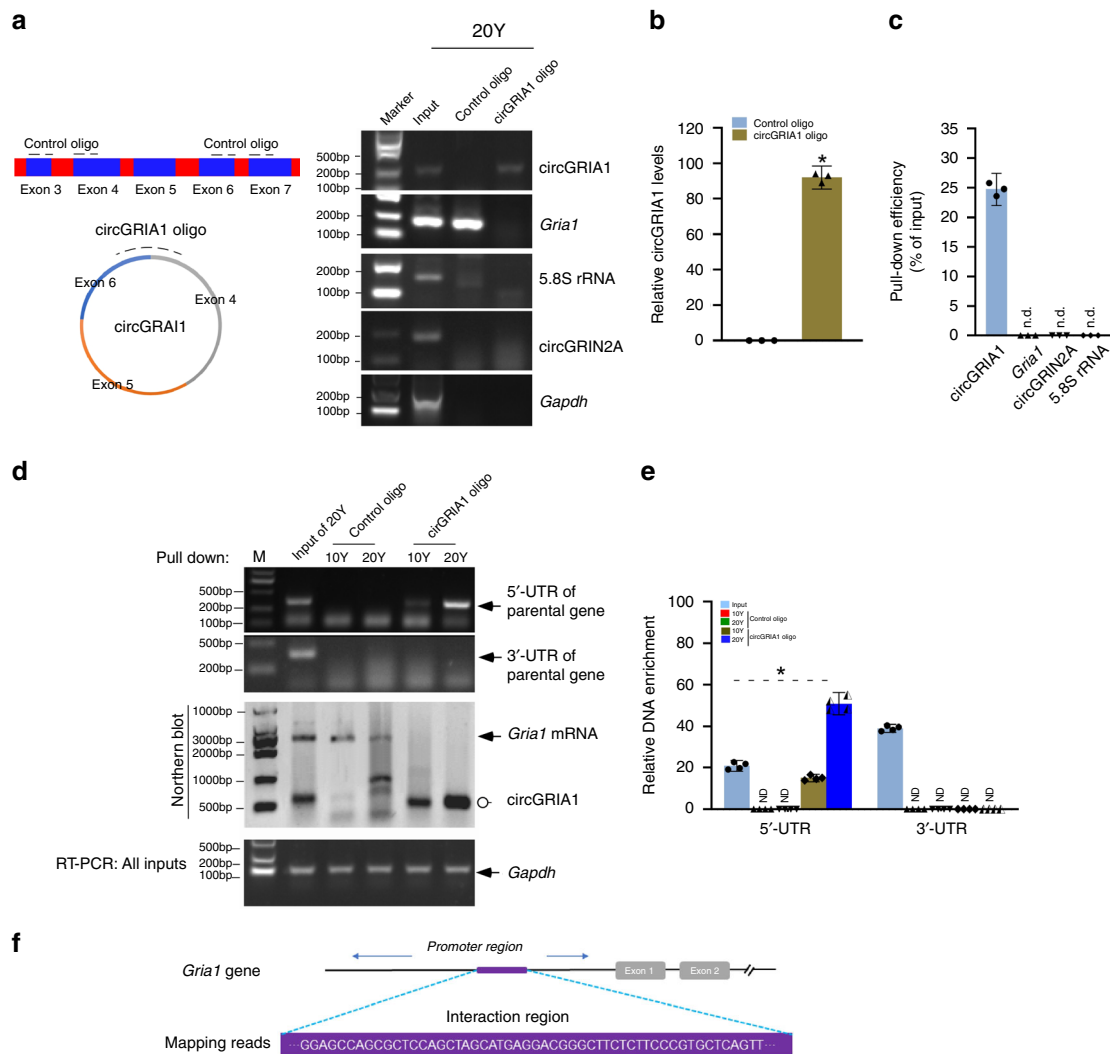 a
20Y
Marker
Input
Control oligo
cirGRIA1 oligo
Control oligo
Control oligo
Exon 3
Exon 4
Exon 5
Exon 6
Exon 7
circGRIA1 oligo
Exon 6
Exon 4
circGRAI1
Exon 5
500bp
200bp
100bp
circGRIA1
200bp
100bp
Gria1
200bp
100bp
5.8S rRNA
200bp
100bp
circGRIN2A
200bp
100bp
Gapdh
b
Control oligo
circGRIA1 oligo
Relative circGRIA1 levels
120
100
80
60
40
20
0
*
c
Pull-down efficiency
(% of input)
35
30
25
20
15
10
5
0
n.d.
n.d.
n.d.
circGRIA1
Gria1
circGRIN2A
5.8S rRNA
d
Pull down:
M
Input of 20Y
Control oligo
cirGRIA1 oligo
10Y
20Y
10Y
20Y
500bp
200bp
100bp
5′-UTR of
parental gene
500bp
200bp
3′-UTR of
parental gene
Northern blot
1000bp
3000bp
2000bp
1000bp
500bp
Gria1 mRNA
circGRIA1
RT-PCR: All inputs
500bp
200bp
100bp
Gapdh
e
Relative DNA enrichment
100
80
60
40
20
0
Input
10Y
20Y
Control oligo
10Y
20Y
circGRIA1 oligo
*
ND
ND
ND
ND
ND
ND
5′-UTR
3′-UTR
f
Promoter region
Gria1 gene
Exon 1
Exon 2
Interaction region
Mapping reads
···GGAGCCAGCGCTCCAGCTAGCATGAGGACGGGCTTCTCTTCCCGTGCTCAGTT···